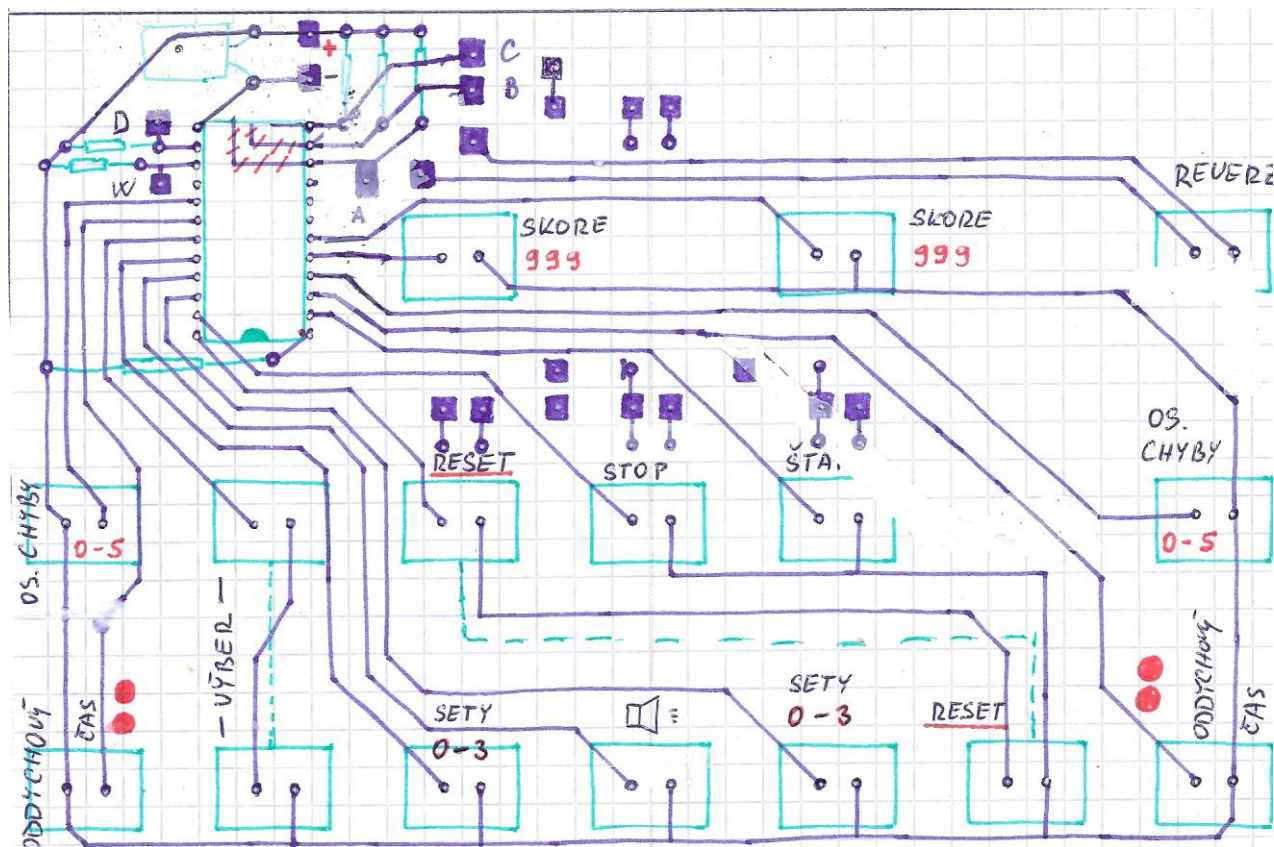 +
C
-
B
D
W
A
REVERZ
SKORE
999
SKORE
999
OS. CHYBY
0-5
RESET
STOP
ŠTA.
OS.
CHYBY
0-5
- VÝBER -
ODDYCHOVÝ
ČAS
SETY
0-3
SETY
0-3
RESET
ODDYCHOVÝ
ČAS